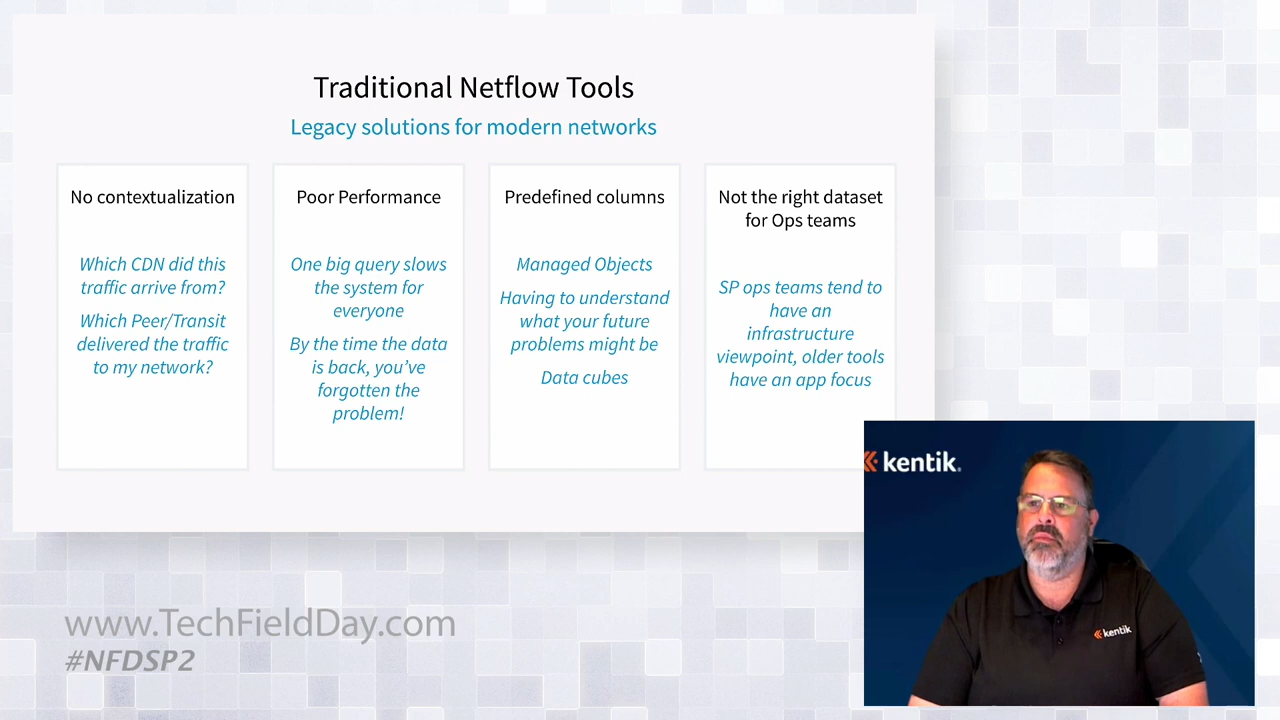 Traditional Netflow Tools
Legacy solutions for modern networks
No contextualization
Which CDN did this
traffic arrive from?
Which Peer/Transit
delivered the traffic
to my network?
Poor Performance
One big query slows
the system for
everyone
By the time the data
is back, you’ve
forgotten the
problem!
Predefined columns
Managed Objects
Having to understand
what your future
problems might be
Data cubes
Not the right dataset
for Ops teams
SP ops teams tend to
have an
infrastructure
viewpoint, older tools
have an app focus
kentik.
kentik
www.TechFieldDay.com
#NFDSP2